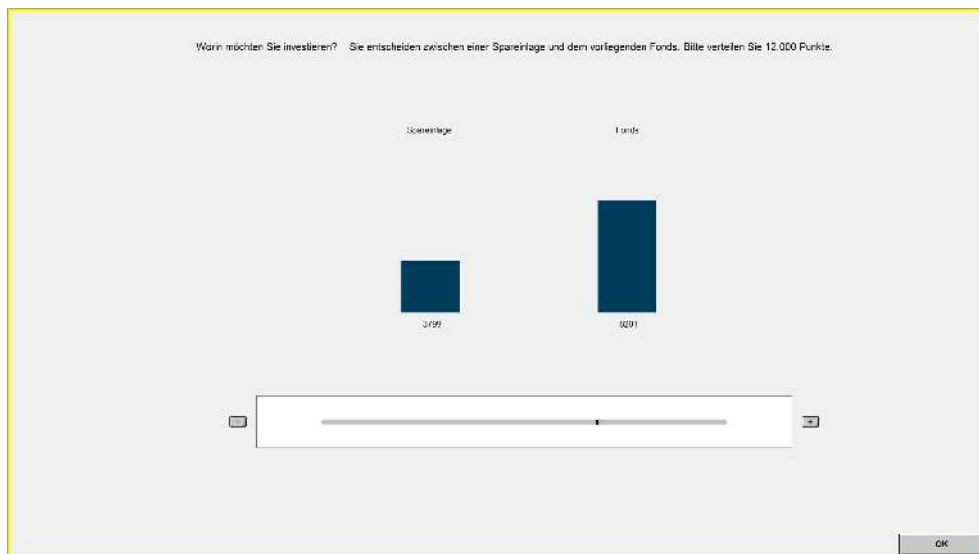 Worin möchten Sie investieren? Sie entscheiden zwischen einer Spareinlage und dem vorliegenden Fonds. Bitte verteilen Sie 12.000 Punkte.
Spareinlage Fonds
3799 8201
+
OK